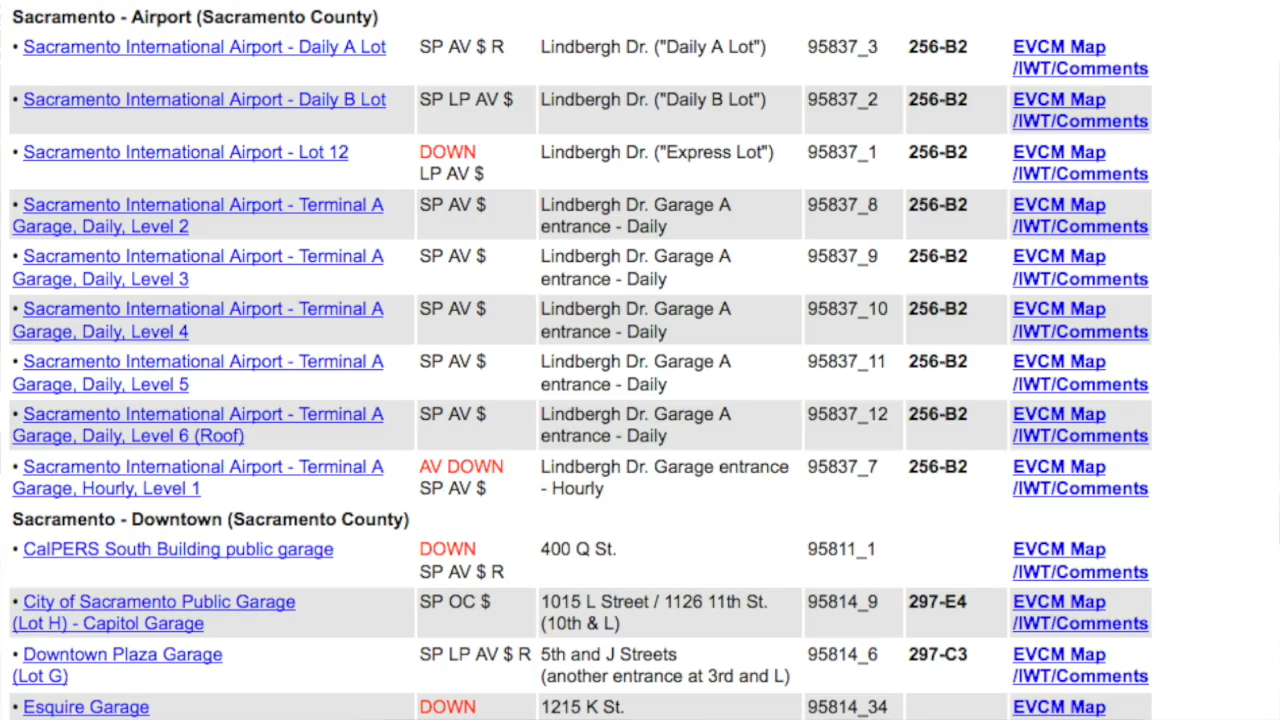 Sacramento - Airport (Sacramento County)
• Sacramento International Airport - Daily A Lot SP AV $ R Lindbergh Dr. ("Daily A Lot") 95837_3 256-B2 EVCM Map
/IWT/Comments
• Sacramento International Airport - Daily B Lot SP LP AV $ Lindbergh Dr. ("Daily B Lot") 95837_2 256-B2 EVCM Map
/IWT/Comments
• Sacramento International Airport - Lot 12 DOWN Lindbergh Dr. ("Express Lot") 95837_1 256-B2 EVCM Map
LP AV $ /IWT/Comments
• Sacramento International Airport - Terminal A SP AV $ Lindbergh Dr. Garage A 95837_8 256-B2 EVCM Map
Garage, Daily, Level 2 entrance - Daily /IWT/Comments
• Sacramento International Airport - Terminal A SP AV $ Lindbergh Dr. Garage A 95837_9 256-B2 EVCM Map
Garage, Daily, Level 3 entrance - Daily /IWT/Comments
• Sacramento International Airport - Terminal A SP AV $ Lindbergh Dr. Garage A 95837_10 256-B2 EVCM Map
Garage, Daily, Level 4 entrance - Daily /IWT/Comments
• Sacramento International Airport - Terminal A SP AV $ Lindbergh Dr. Garage A 95837_11 256-B2 EVCM Map
Garage, Daily, Level 5 entrance - Daily /IWT/Comments
• Sacramento International Airport - Terminal A SP AV $ Lindbergh Dr. Garage A 95837_12 256-B2 EVCM Map
Garage, Daily, Level 6 (Roof) entrance - Daily /IWT/Comments
• Sacramento International Airport - Terminal A AV DOWN Lindbergh Dr. Garage entrance 95837_7 256-B2 EVCM Map
Garage, Hourly, Level 1 SP AV $ - Hourly /IWT/Comments
Sacramento - Downtown (Sacramento County)
• CalPERS South Building public garage DOWN 400 Q St. 95811_1 EVCM Map
SP AV $ R /IWT/Comments
• City of Sacramento Public Garage SP OC $ 1015 L Street / 1126 11th St. 95814_9 297-E4 EVCM Map
(Lot H) - Capitol Garage (10th & L) /IWT/Comments
• Downtown Plaza Garage SP LP AV $ R 5th and J Streets 95814_6 297-C3 EVCM Map
(Lot G) (another entrance at 3rd and L) /IWT/Comments
• Esquire Garage DOWN 1215 K St. 95814_34 EVCM Map